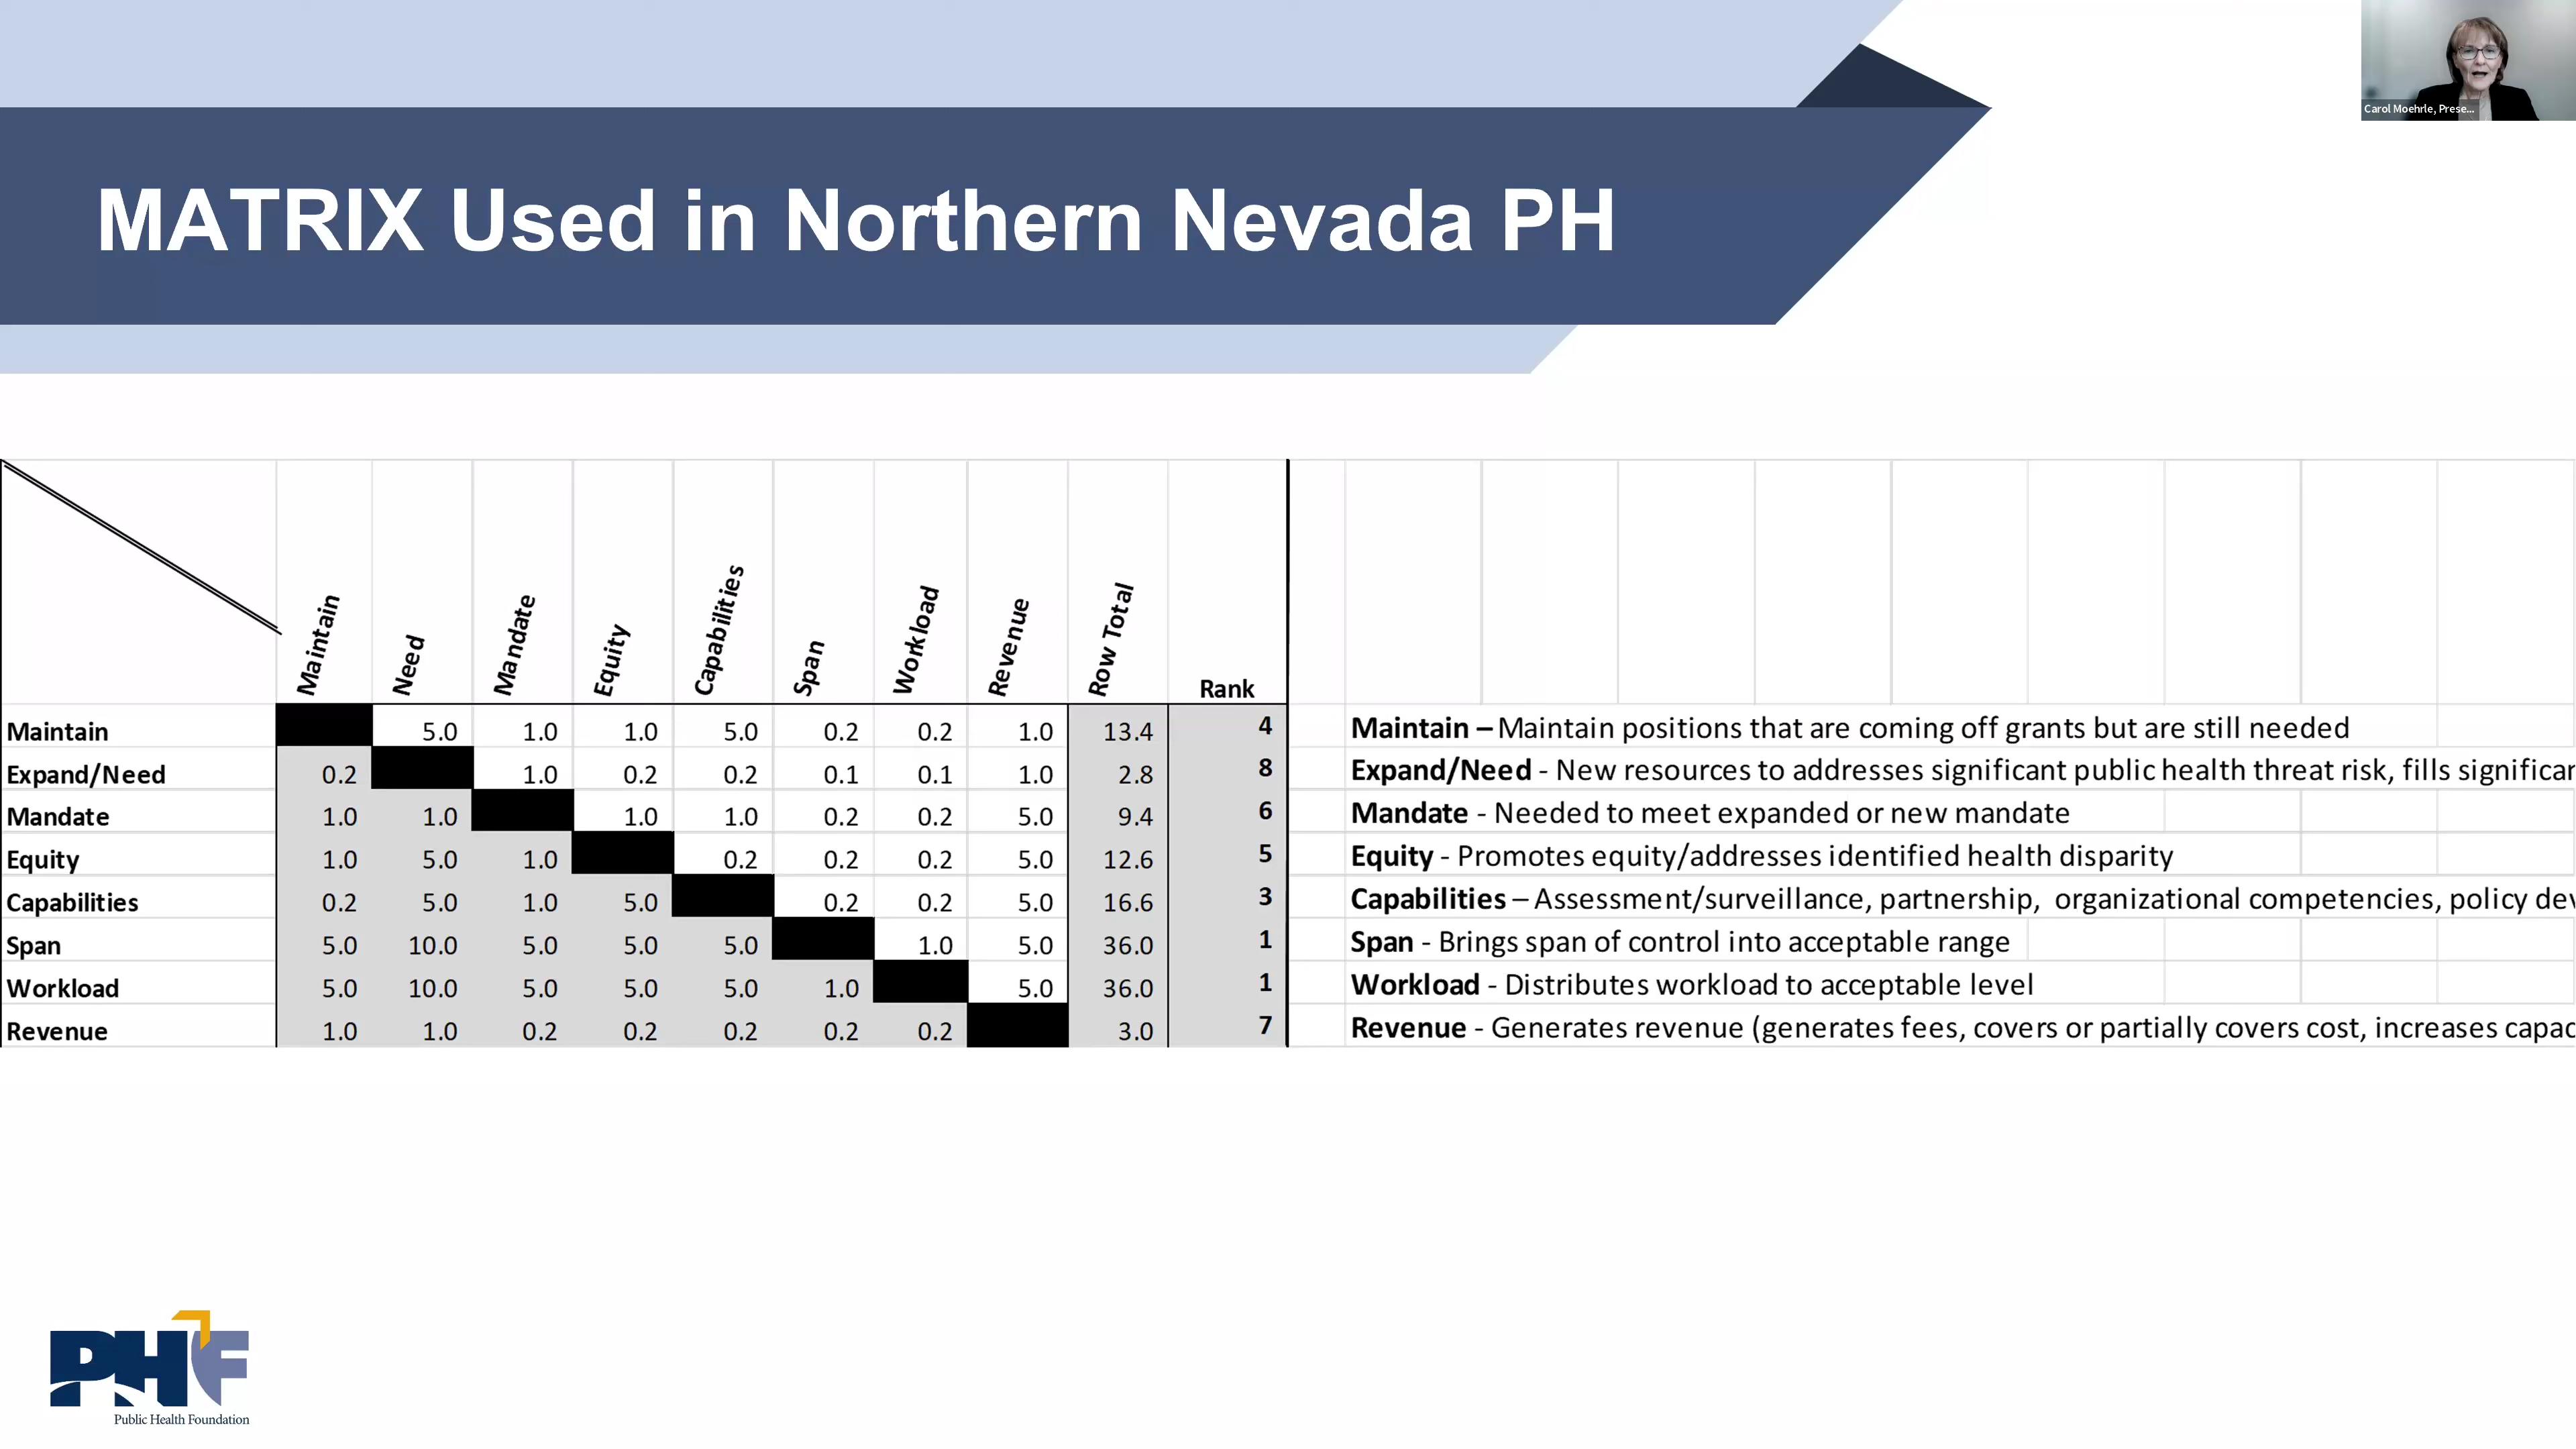 Carol Moehrle, Prese...
MATRIX Used in Northern Nevada PH
Maintain Need Mandate Equity Capabilities Span Workload Revenue Row Total Rank
Maintain 5.0 1.0 1.0 5.0 0.2 0.2 1.0 13.4 4 Maintain – Maintain positions that are coming off grants but are still needed
Expand/Need 0.2 1.0 0.2 0.2 0.1 0.1 1.0 2.8 8 Expand/Need - New resources to addresses significant public health threat risk, fills significan
Mandate 1.0 1.0 1.0 1.0 0.2 0.2 5.0 9.4 6 Mandate - Needed to meet expanded or new mandate
Equity 1.0 5.0 1.0 0.2 0.2 0.2 5.0 12.6 5 Equity - Promotes equity/addresses identified health disparity
Capabilities 0.2 5.0 1.0 5.0 0.2 0.2 5.0 16.6 3 Capabilities – Assessment/surveillance, partnership, organizational competencies, policy dev
Span 5.0 10.0 5.0 5.0 5.0 1.0 5.0 36.0 1 Span - Brings span of control into acceptable range
Workload 5.0 10.0 5.0 5.0 5.0 1.0 5.0 36.0 1 Workload - Distributes workload to acceptable level
Revenue 1.0 1.0 0.2 0.2 0.2 0.2 0.2 3.0 7 Revenue - Generates revenue (generates fees, covers or partially covers cost, increases capac
PHF
Public Health Foundation